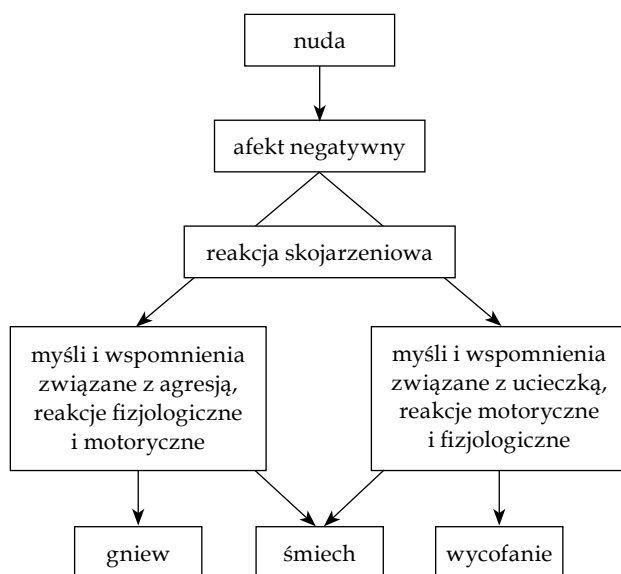 nuda
afekt negatywny
reakcja skojarzeniowa
myśli i wspomnienia
związane z agresją,
reakcje fizjologiczne
i motoryczne
myśli i wspomnienia
związane z ucieczką,
reakcje motoryczne
i fizjologiczne
gniew
śmiech
wycofanie